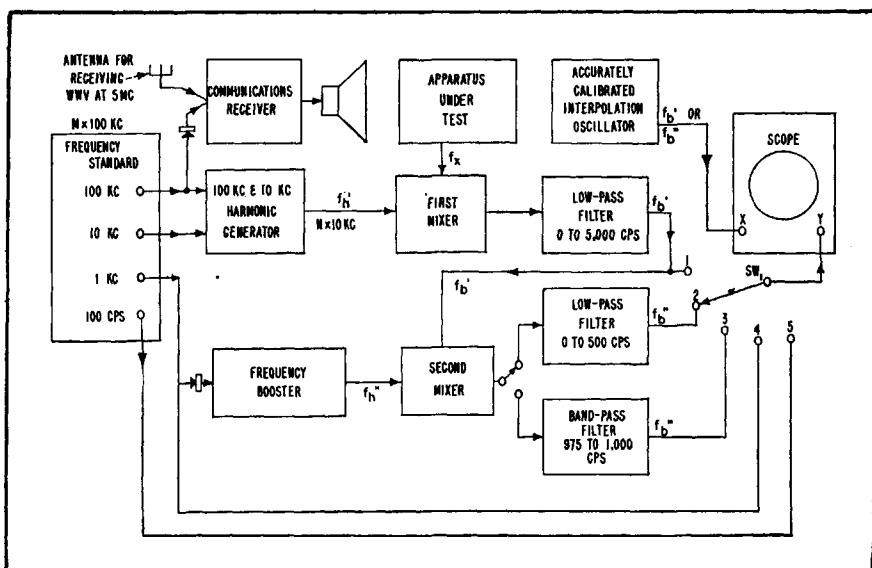 ANTENNA FOR
RECEIVING
WWV AT 5MC
N x 100 KC
COMMUNICATIONS
RECEIVER
APPARATUS
UNDER
TEST
ACCURATELY
CALIBRATED
INTERPOLATION
OSCILLATOR
fb' OR
fb"
SCOPE
X
Y
FREQUENCY
STANDARD
100 KC
10 KC
1 KC
100 CPS
100 KC & 10 KC
HARMONIC
GENERATOR
fh'
N x 10 KC
fx
FIRST
MIXER
LOW-PASS
FILTER
0 TO 5,000 CPS
fb'
fb'
1
SW1
2
3
4
5
FREQUENCY
BOOSTER
fh"
SECOND
MIXER
LOW-PASS
FILTER
0 TO 500 CPS
fb"
BAND-PASS
FILTER
975 TO 1,000
CPS
fb"